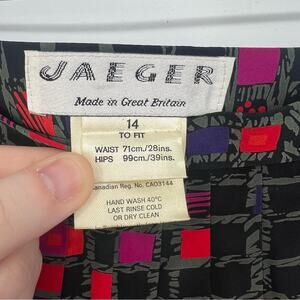 JAEGER
Made in Great Britain
14
TO FIT
WAIST 71cm./28ins.
HIPS 99cm./39ins.
Canadian Reg. No. CA03144
HAND WASH 40°C
LAST RINSE COLD
OR DRY CLEAN